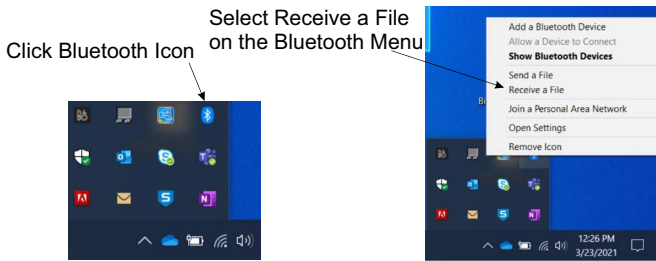 Select Receive a File
on the Bluetooth Menu
Click Bluetooth Icon
Add a Bluetooth Device
Allow a Device to Connect
Show Bluetooth Devices
Send a File
Receive a File
Join a Personal Area Network
Open Settings
Remove Icon
Bi
12:26 PM
3/23/2021